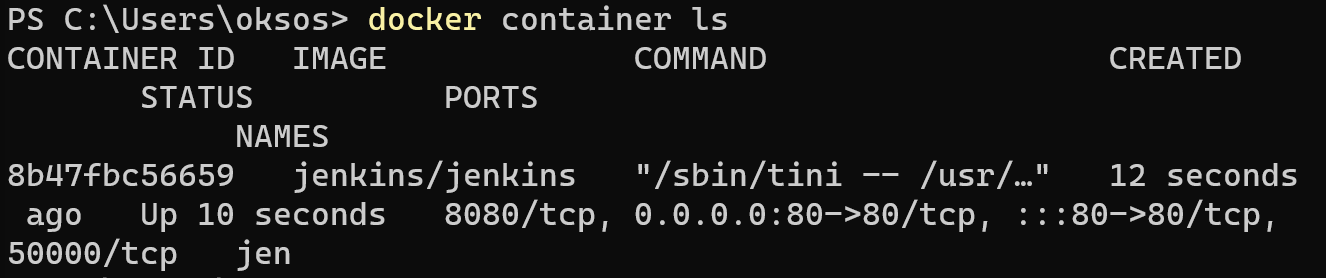 PS C:\Users\oksos> docker container ls
CONTAINER ID   IMAGE             COMMAND                  CREATED
       STATUS          PORTS
            NAMES
8b47fbc56659   jenkins/jenkins   "/sbin/tini -- /usr/…"   12 seconds
 ago   Up 10 seconds   8080/tcp, 0.0.0.0:80->80/tcp, :::80->80/tcp,
50000/tcp   jen